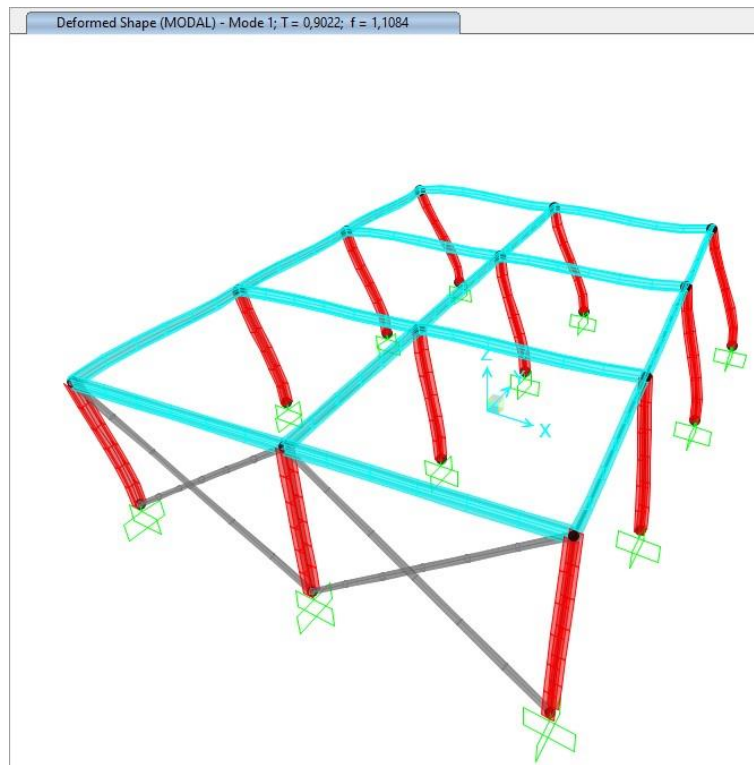 Deformed Shape (MODAL) - Mode 1; T = 0,9022; f = 1,1084
Z
X